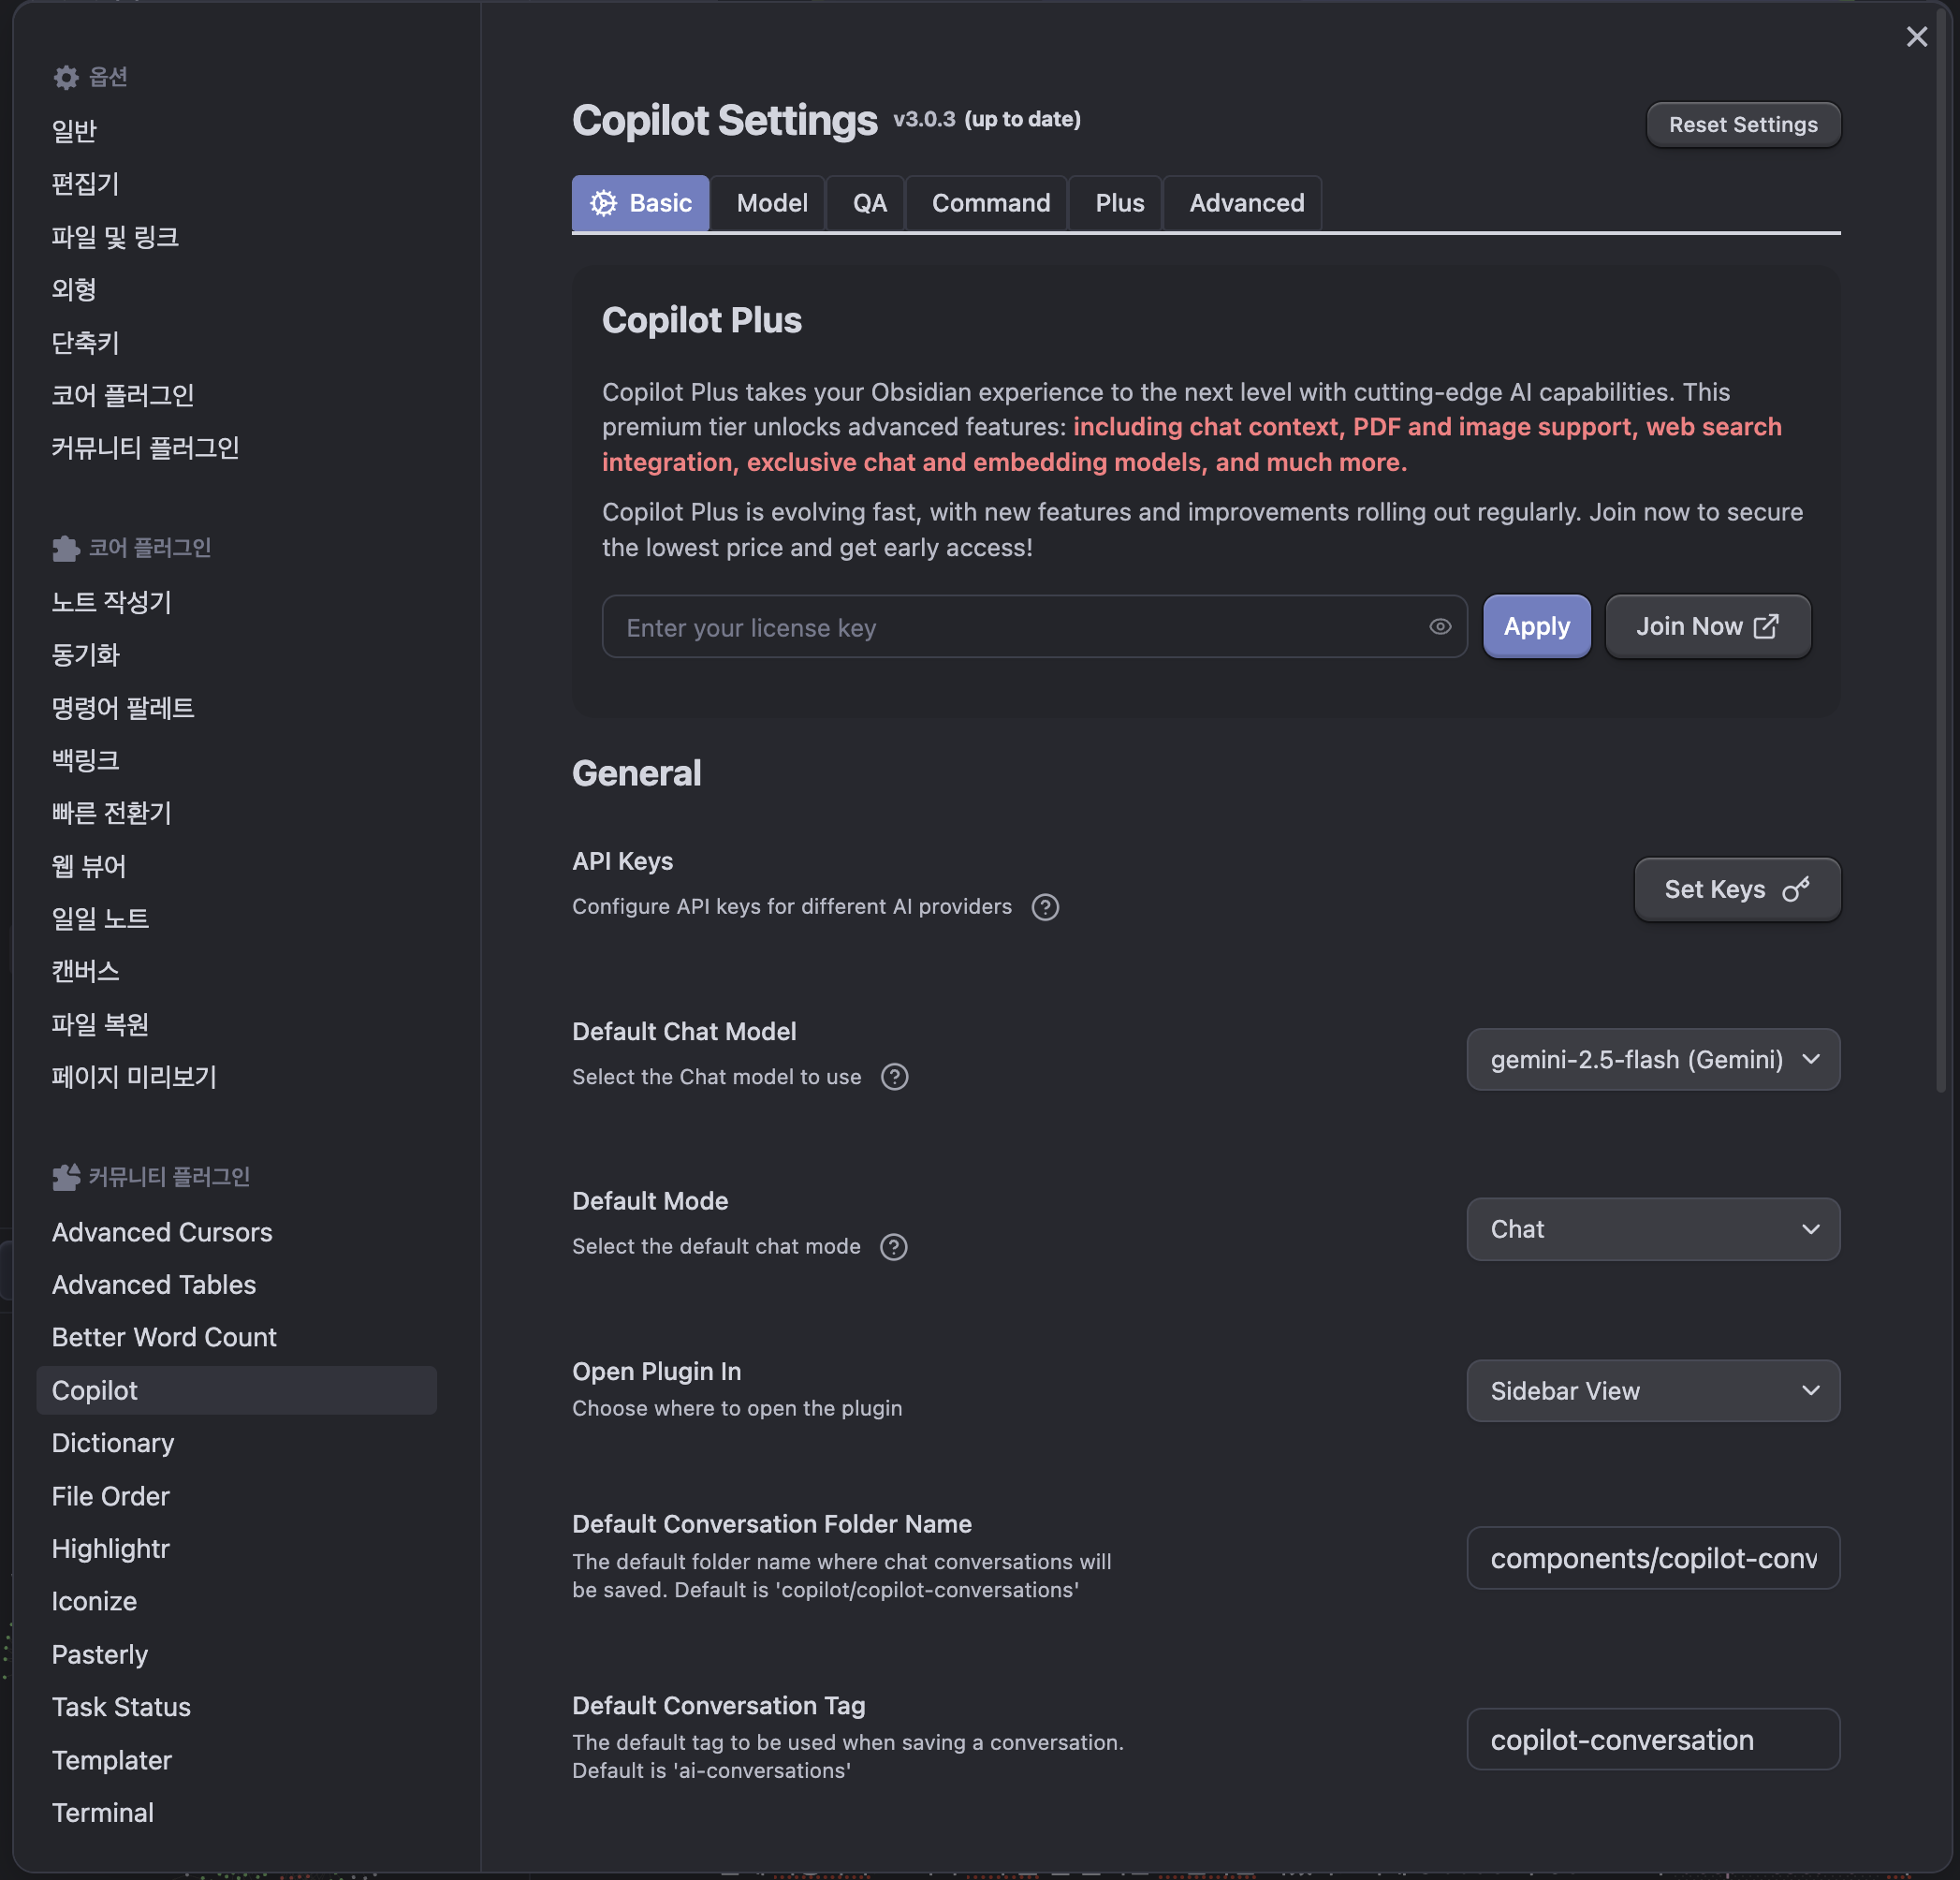 옵션
일반
편집기
파일 및 링크
외형
단축키
코어 플러그인
커뮤니티 플러그인
코어 플러그인
노트 작성기
동기화
명령어 팔레트
백링크
빠른 전환기
웹 뷰어
일일 노트
캔버스
파일 복원
페이지 미리보기
커뮤니티 플러그인
Advanced Cursors
Advanced Tables
Better Word Count
Copilot
Dictionary
File Order
Highlightr
Iconize
Pasterly
Task Status
Templater
Terminal
Copilot Settings v3.0.3 (up to date)
Reset Settings
Basic Model QA Command Plus Advanced
Copilot Plus
Copilot Plus takes your Obsidian experience to the next level with cutting-edge AI capabilities. This
premium tier unlocks advanced features: including chat context, PDF and image support, web search
integration, exclusive chat and embedding models, and much more.
Copilot Plus is evolving fast, with new features and improvements rolling out regularly. Join now to secure
the lowest price and get early access!
Enter your license key Apply Join Now
General
API Keys
Configure API keys for different AI providers
Set Keys
Default Chat Model
Select the Chat model to use
gemini-2.5-flash (Gemini)
Default Mode
Select the default chat mode
Chat
Open Plugin In
Choose where to open the plugin
Sidebar View
Default Conversation Folder Name
The default folder name where chat conversations will
be saved. Default is 'copilot/copilot-conversations'
components/copilot-conv
Default Conversation Tag
The default tag to be used when saving a conversation.
Default is 'ai-conversations'
copilot-conversation